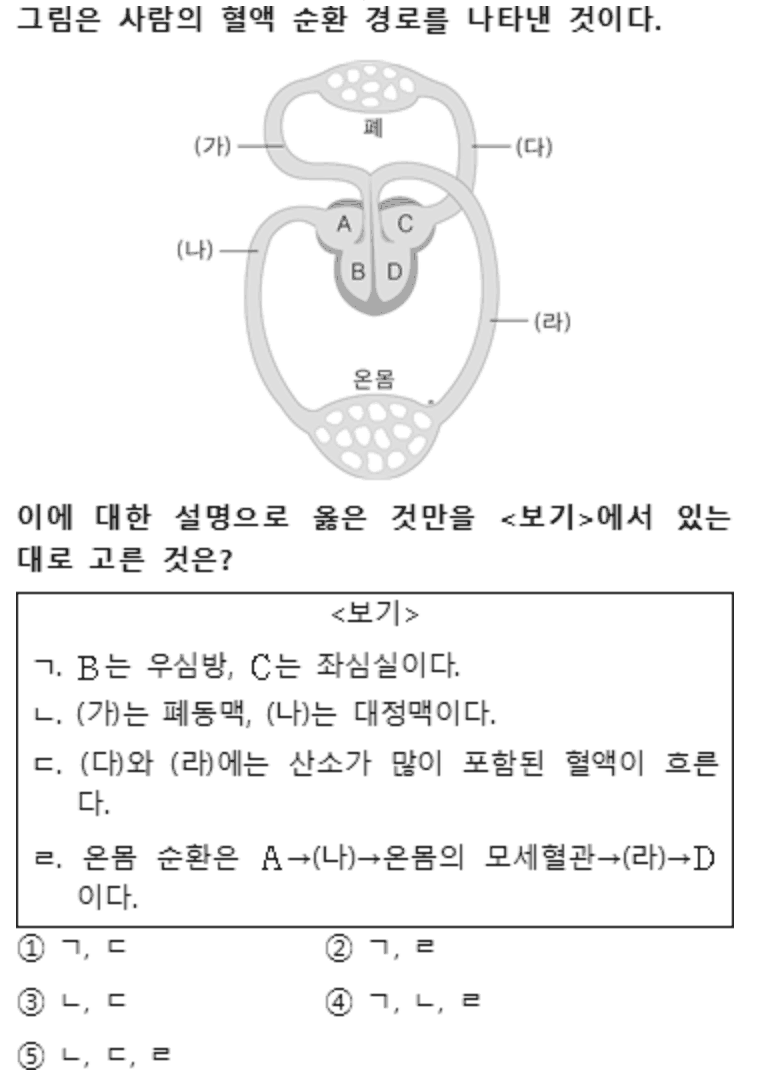 그림은 사람의 혈액 순환 경로를 나타낸 것이다.
폐
(가)
(다)
A
C
(나)
B
D
(라)
온몸
이에 대한 설명으로 옳은 것만을 <보기>에서 있는
대로 고른 것은?
<보기>
ㄱ. B는 우심방, C는 좌심실이다.
ㄴ. (가)는 폐동맥, (나)는 대정맥이다.
ㄷ. (다)와 (라)에는 산소가 많이 포함된 혈액이 흐른
다.
ㄹ. 온몸 순환은 A→(나)→온몸의 모세혈관→(라)→D
이다.
① ㄱ, ㄷ ② ㄱ, ㄹ
③ ㄴ, ㄷ ④ ㄱ, ㄴ, ㄹ
⑤ ㄴ, ㄷ, ㄹ